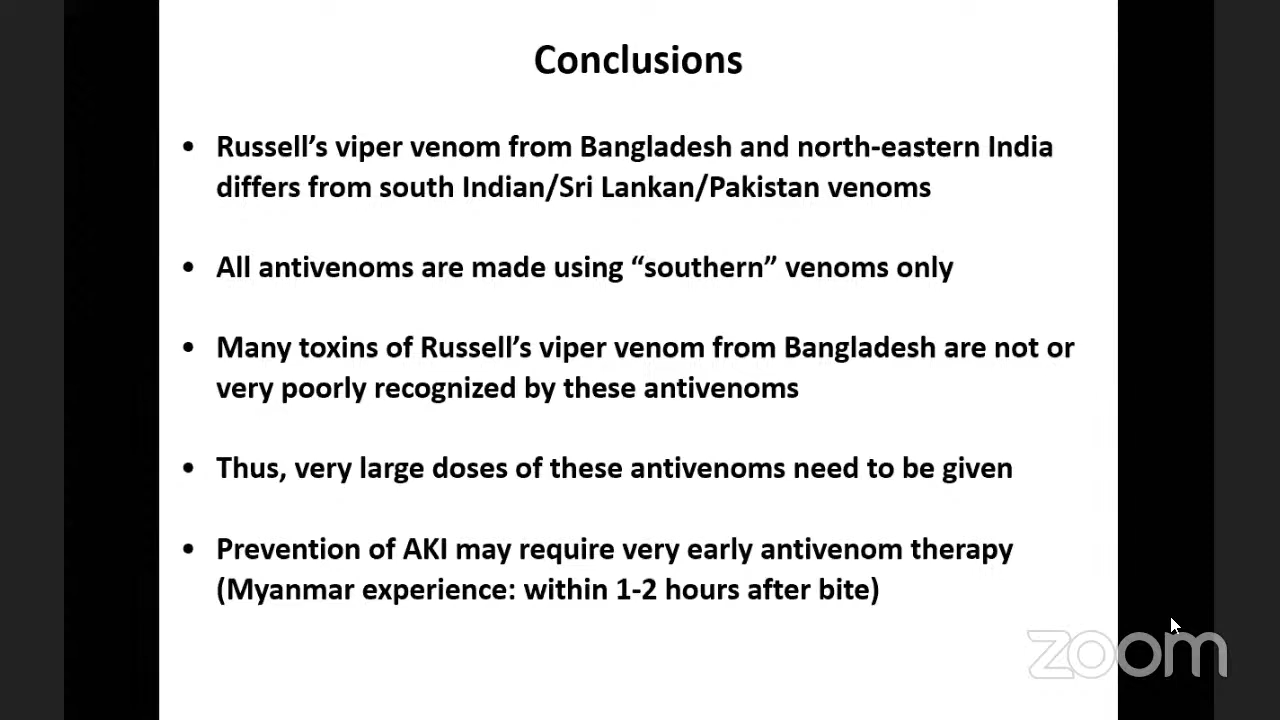 Conclusions
• Russell’s viper venom from Bangladesh and north-eastern India
differs from south Indian/Sri Lankan/Pakistan venoms
• All antivenoms are made using “southern” venoms only
• Many toxins of Russell’s viper venom from Bangladesh are not or
very poorly recognized by these antivenoms
• Thus, very large doses of these antivenoms need to be given
• Prevention of AKI may require very early antivenom therapy
(Myanmar experience: within 1-2 hours after bite)
zoom